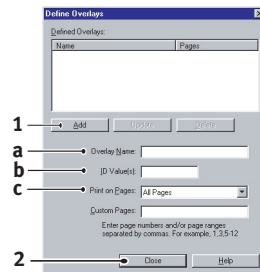 Define Overlays
Defined Overlays:
Name Pages
1 Add Update Delete
a Overlay Name:
b ID Value(s):
c Print on Pages: All Pages
Custom Pages:
Enter page numbers and/or page ranges
separated by commas. For example, 1,3,5-12
2 Close Help